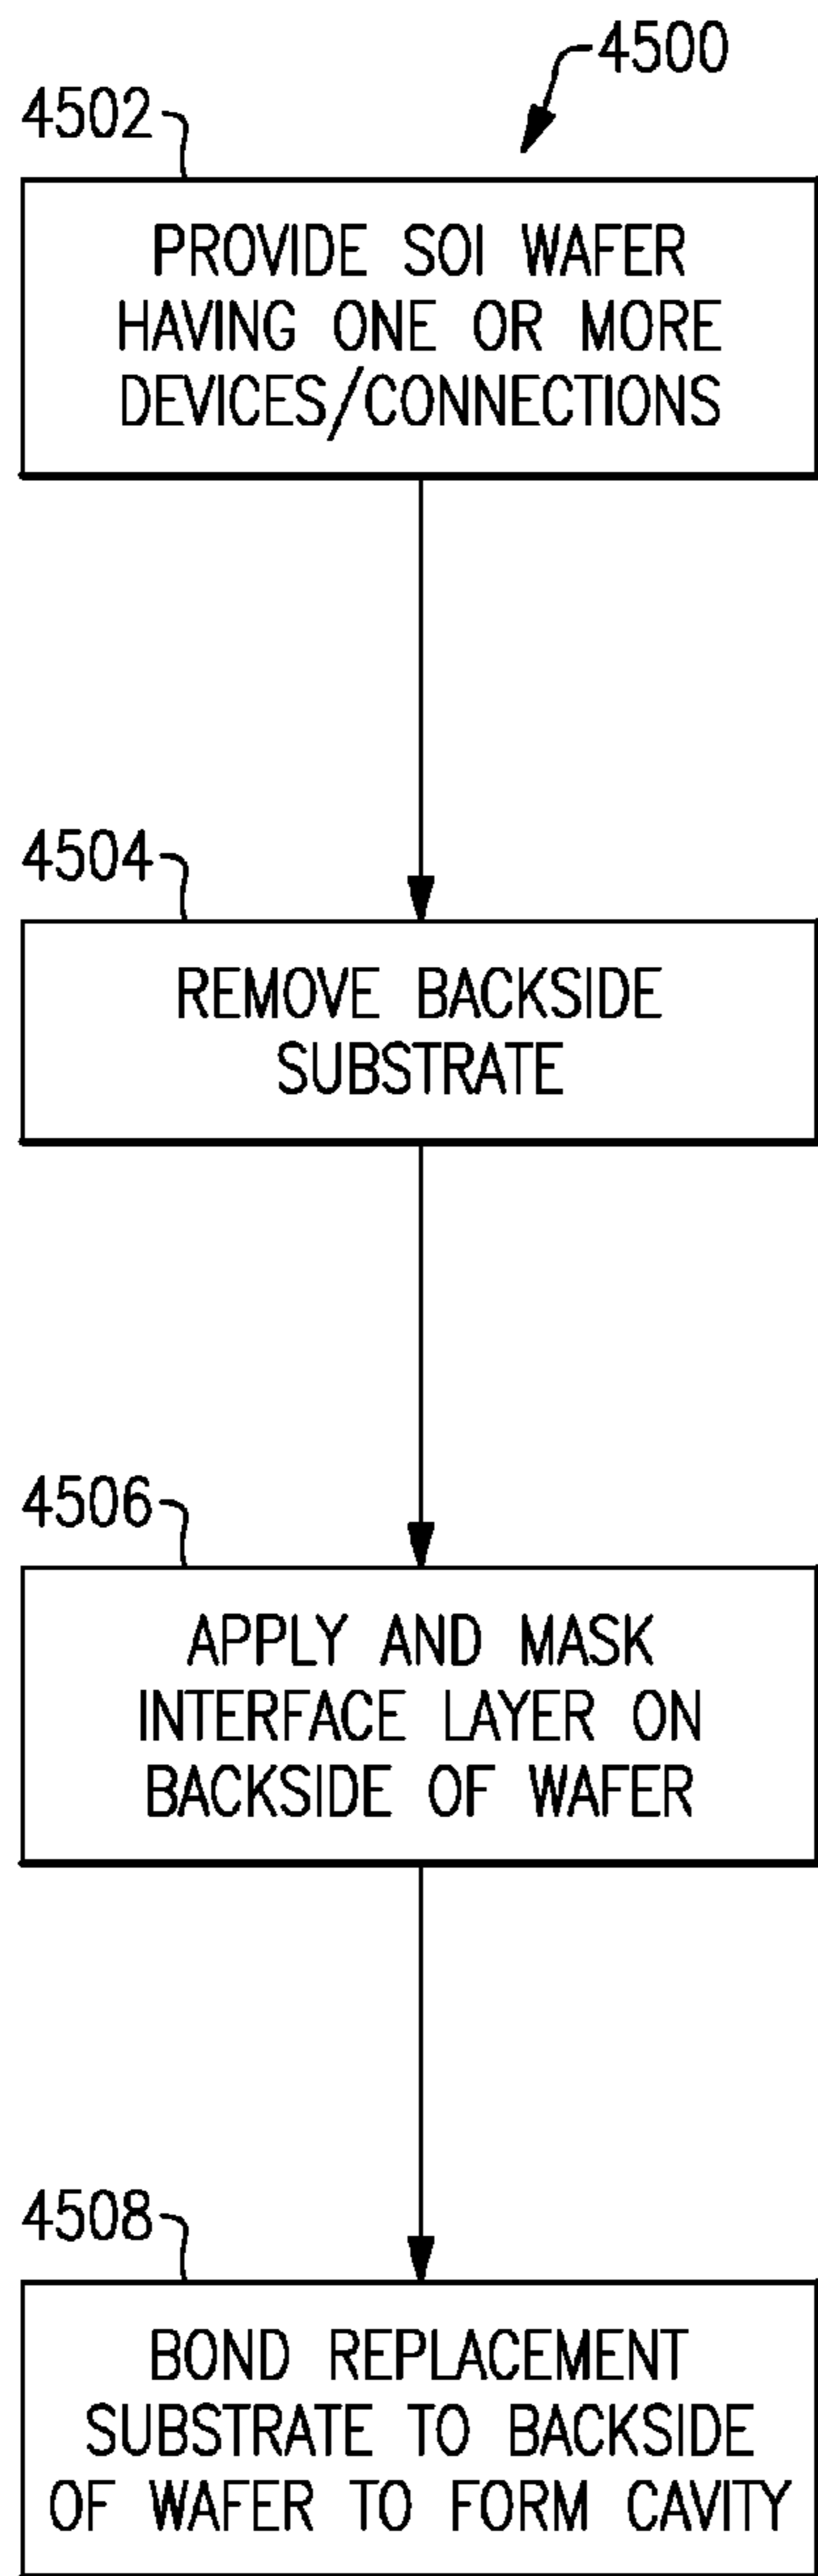 4500
4502
PROVIDE SOI WAFER
HAVING ONE OR MORE
DEVICES/CONNECTIONS
4504
REMOVE BACKSIDE
SUBSTRATE
4506
APPLY AND MASK
INTERFACE LAYER ON
BACKSIDE OF WAFER
4508
BOND REPLACEMENT
SUBSTRATE TO BACKSIDE
OF WAFER TO FORM CAVITY